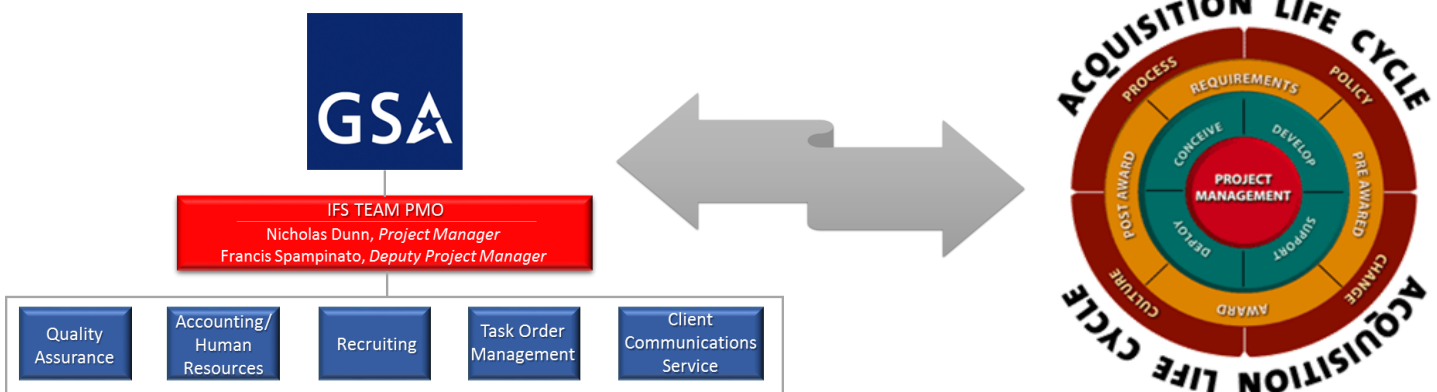 GSA
IFS TEAM PMO
Nicholas Dunn, Project Manager
Francis Spampinato, Deputy Project Manager
Quality
Assurance
Accounting/
Human
Resources
Recruiting
Task Order
Management
Client
Communications
Service
ACQUISITION LIFE CYCLE
PROCESS
POLICY
CHANGE
CULTURE
REQUIREMENTS
PRE AWARED
AWARD
POST AWARD
CONCEIVE
DEVELOP
SUPPORT
DEPLOY
PROJECT
MANAGEMENT
ACQUISITION LIFE CYCLE